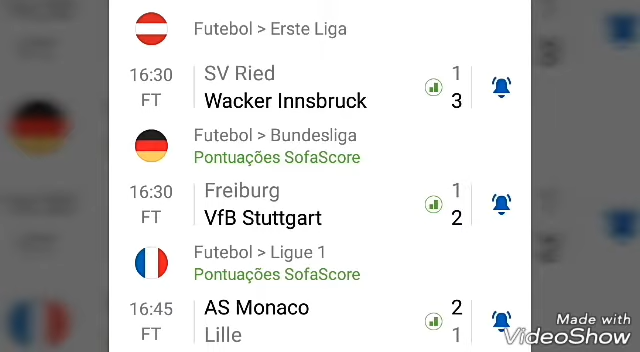 Futebol > Erste Liga
16:30 SV Ried 1
FT Wacker Innsbruck 3
Futebol > Bundesliga
Pontuações SofaScore
16:30 Freiburg 1
FT VfB Stuttgart 2
Futebol > Ligue 1
Pontuações SofaScore
16:45 AS Monaco 2
FT Lille 1
Made with
VideoShow